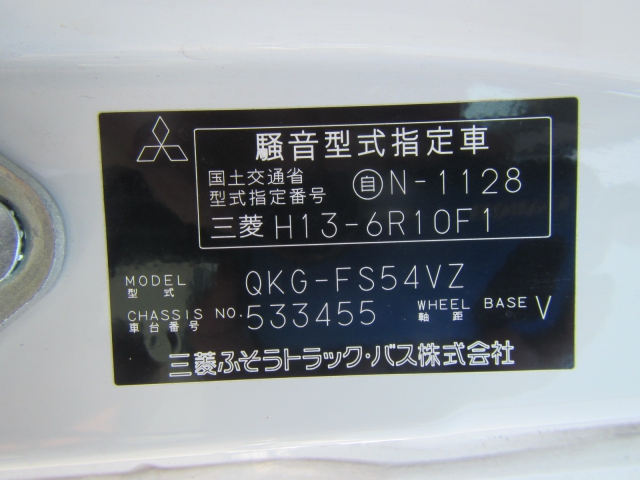 騒音型式指定車
国土交通省
型式指定番号 自N-1128
三菱 H13-6R10F1
MODEL
型式 QKG-FS54VZ
CHASSIS NO. 533455 WHEEL BASE V
車台番号 軸距
三菱ふそうトラック・バス株式会社